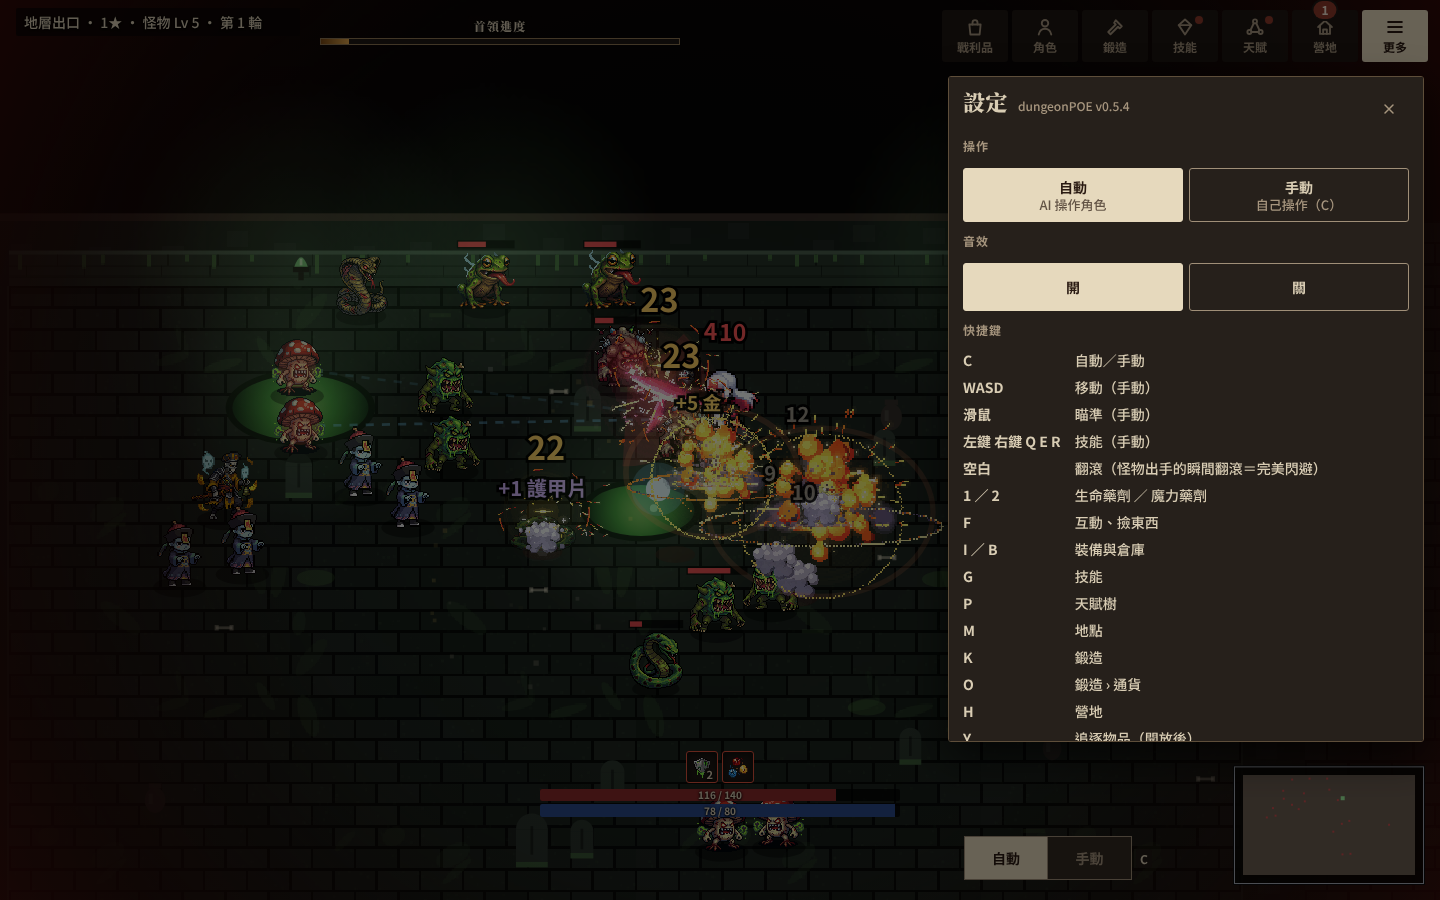 地層出口 · 1★ · 怪物 Lv 5 · 第 1 輪
首領進度
1
戰利品
角色
鍛造
技能
天賦
營地
更多
設定 dungeonPOE v0.5.4
×
操作
自動
AI 操作角色
手動
自己操作（C）
音效
開
關
快捷鍵
C 自動／手動
WASD 移動（手動）
滑鼠 瞄準（手動）
左鍵 右鍵 Q E R 技能（手動）
空白 翻滾（怪物出手的瞬間翻滾＝完美閃避）
1 ／ 2 生命藥劑 ／ 魔力藥劑
F 互動、撿東西
I ／ B 裝備與倉庫
G 技能
P 天賦樹
M 地點
K 鍛造
O 鍛造 › 通貨
H 營地
Y 追逐物品（開放後）
23
410
23
+5 金
12
22
9
10
+1 護甲片
2
116 / 140
78 / 80
自動
手動
C